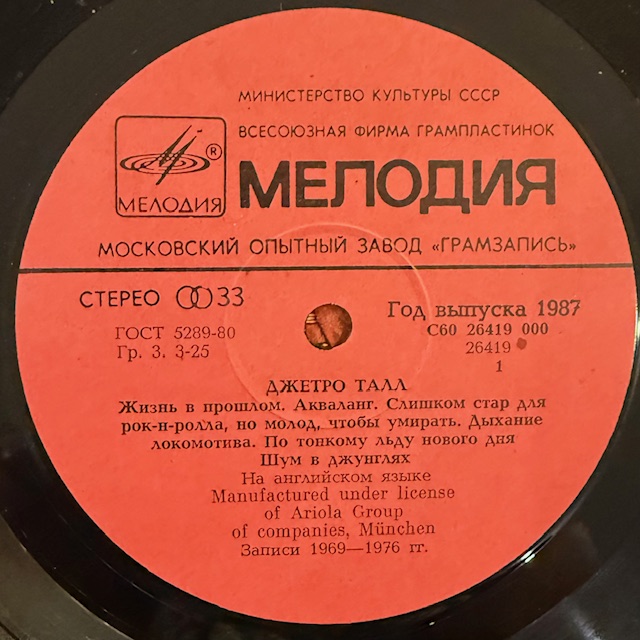 МИНИСТЕРСТВО КУЛЬТУРЫ СССР
ВСЕСОЮЗНАЯ ФИРМА ГРАМПЛАСТИНОК
®
МЕЛОДИЯ
МЕЛОДИЯ
МОСКОВСКИЙ ОПЫТНЫЙ ЗАВОД «ГРАМЗАПИСЬ»
СТЕРЕО 33
Год выпуска 1987
ГОСТ 5289-80
С60 26419 000
Гр. 3. 3-25
26419
1
ДЖЕТРО ТАЛЛ
Жизнь в прошлом. Акваланг. Слишком стар для
рок-н-ролла, но молод, чтобы умирать. Дыхание
локомотива. По тонкому льду нового дня
Шум в джунглях
На английском языке
Manufactured under license
of Ariola Group
of companies, München
Записи 1969—1976 гг.